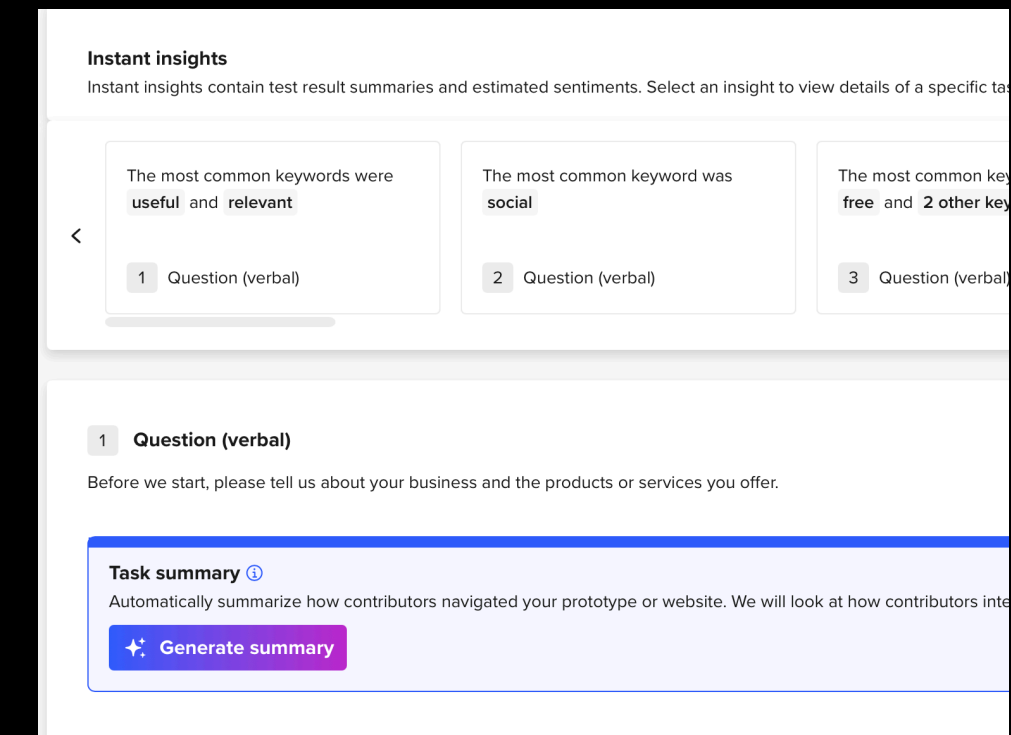 Instant insights
Instant insights contain test result summaries and estimated sentiments. Select an insight to view details of a specific
The most common keywords were
useful and relevant
1 Question (verbal)
The most common keyword was
social
2 Question (verbal)
The most common
free and 2 other
3 Question (verbal)
1 Question (verbal)
Before we start, please tell us about your business and the products or services you offer.
Task summary
Automatically summarize how contributors navigated your prototype or website. We will look at how contributors
Generate summary